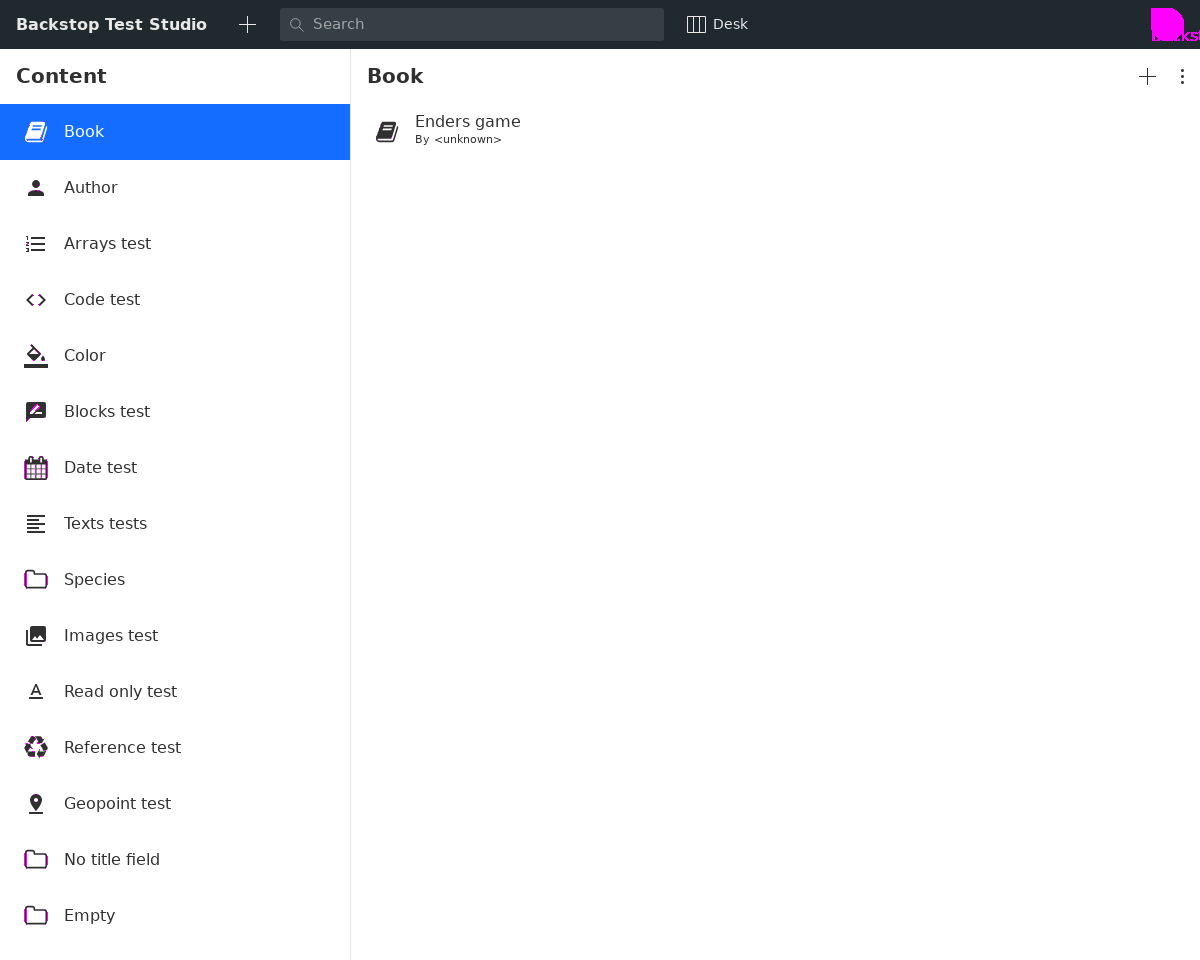 Backstop Test Studio
Search
Desk
Content
Book
Author
Arrays test
Code test
Color
Blocks test
Date test
Texts tests
Species
Images test
Read only test
Reference test
Geopoint test
No title field
Empty
Book
Enders game
By <unknown>